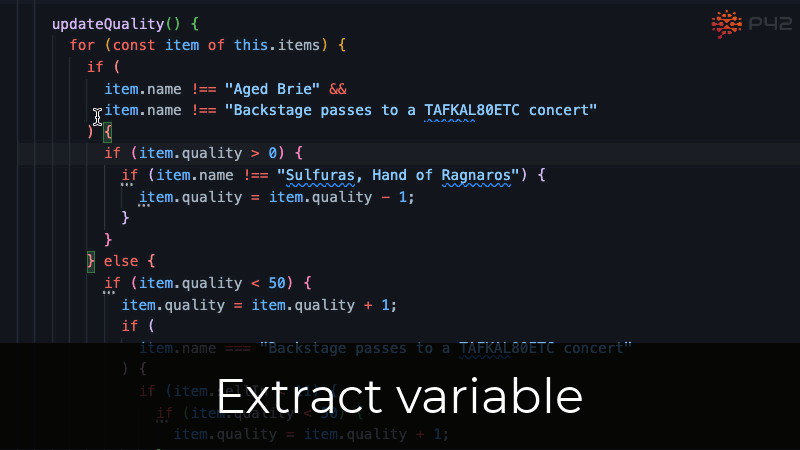 P42
updateQuality() {
for (const item of this.items) {
if (
item.name !== "Aged Brie" &&
item.name !== "Backstage passes to a TAFKAL80ETC concert"
) {
if (item.quality > 0) {
if (item.name !== "Sulfuras, Hand of Ragnaros") {
item.quality = item.quality - 1;
}
}
} else {
if (item.quality < 50) {
item.quality = item.quality + 1;
if (
item.name === "Backstage passes to a TAFKAL80ETC concert"
) {
if (item.
if (item.
item.quality = item.quality + 1;
Extract variable